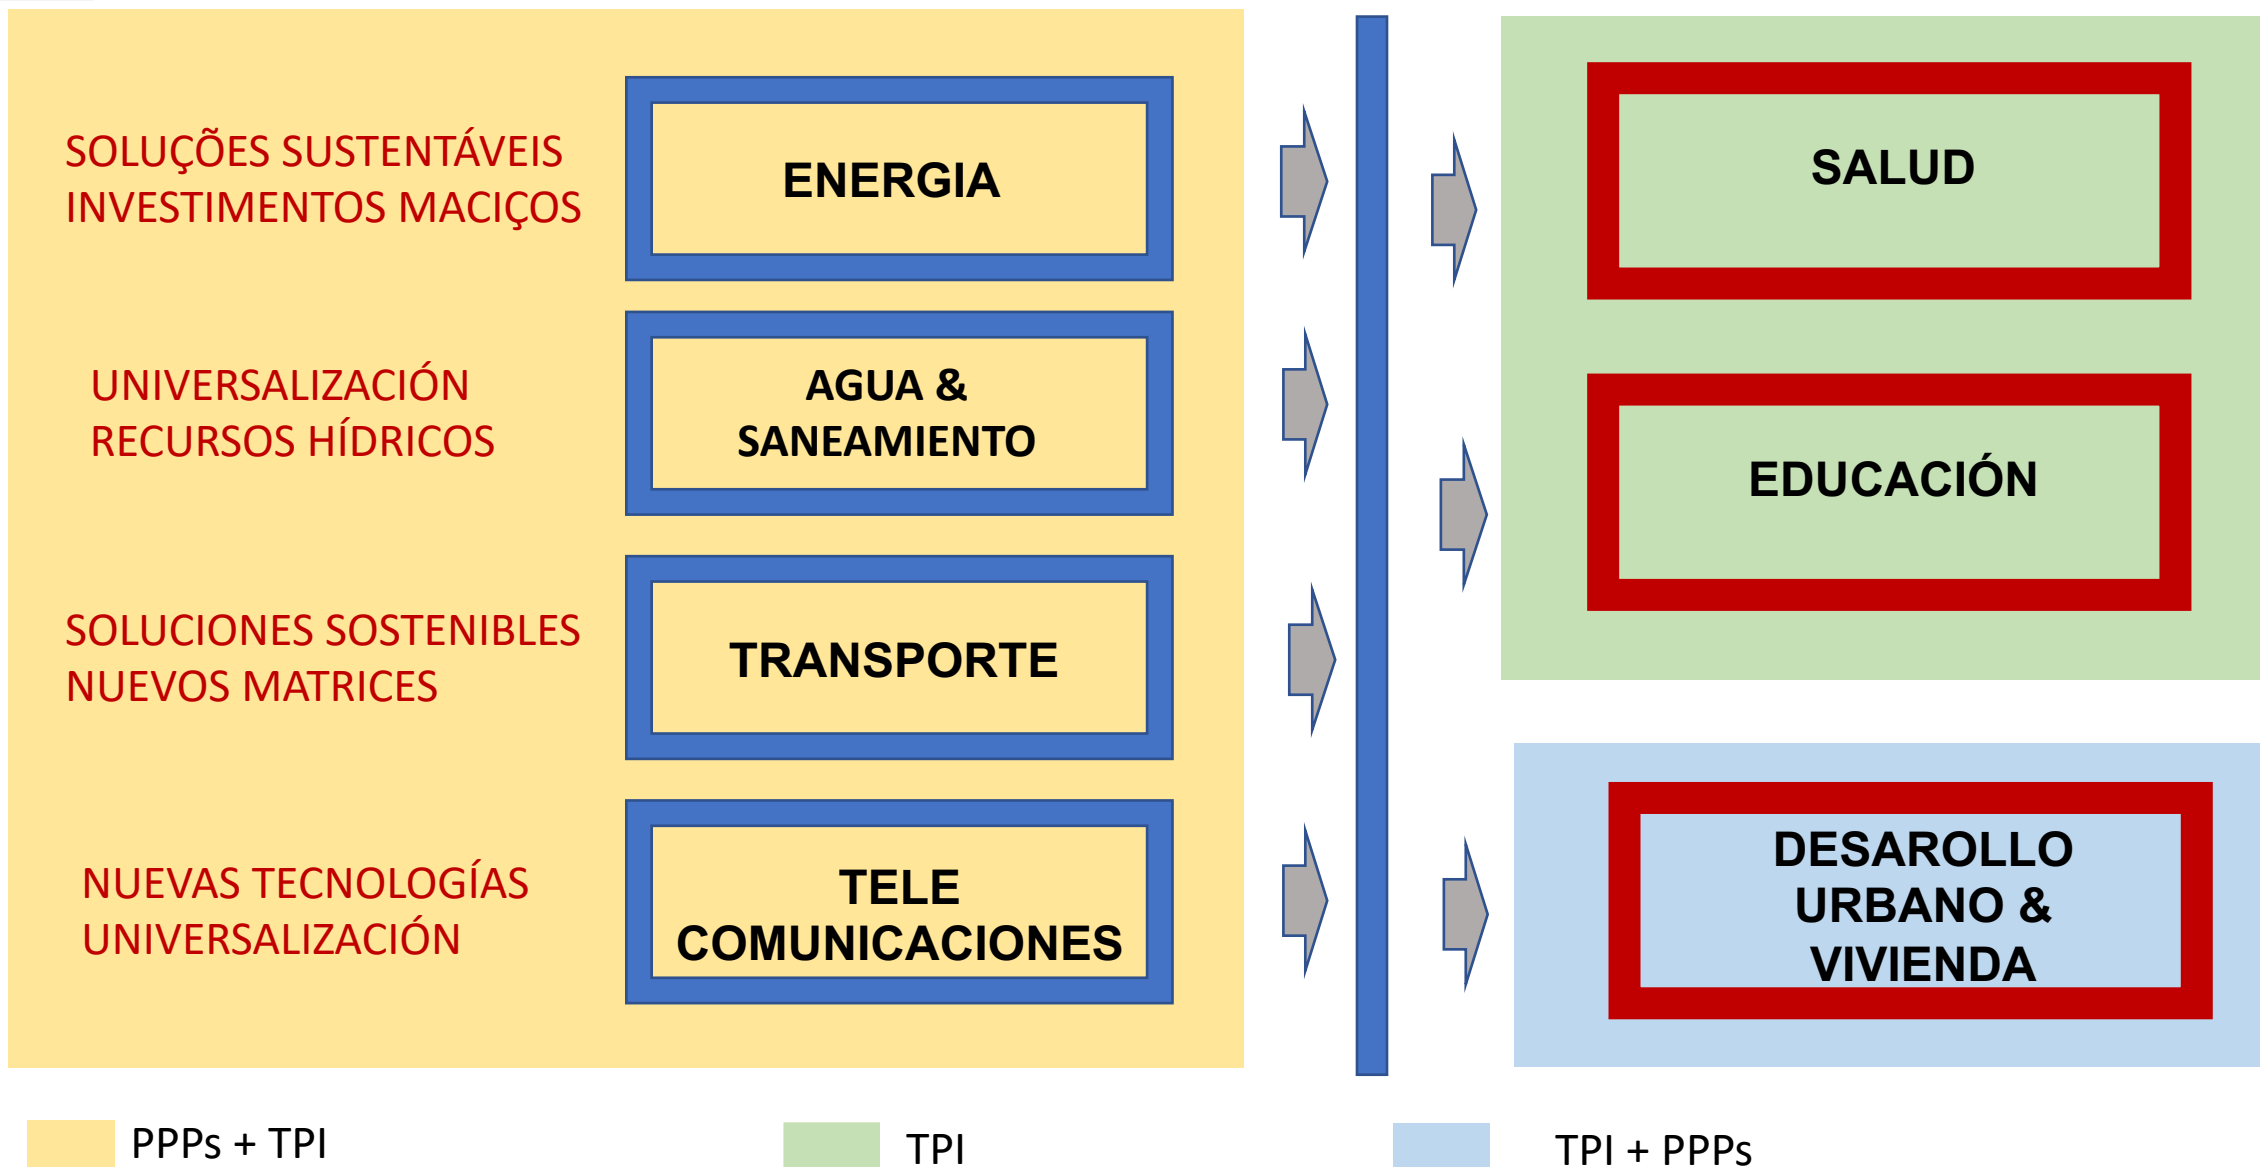 SOLUÇÕES SUSTENTÁVEIS
INVESTIMENTOS MACIÇOS
ENERGIA
UNIVERSALIZACIÓN
RECURSOS HÍDRICOS
AGUA &
SANEAMIENTO
SOLUCIONES SOSTENIBLES
NUEVOS MATRICES
TRANSPORTE
NUEVAS TECNOLOGÍAS
UNIVERSALIZACIÓN
TELE
COMUNICACIONES
SALUD
EDUCACIÓN
DESAROLLO
URBANO &
VIVIENDA
PPPs + TPI
TPI
TPI + PPPs